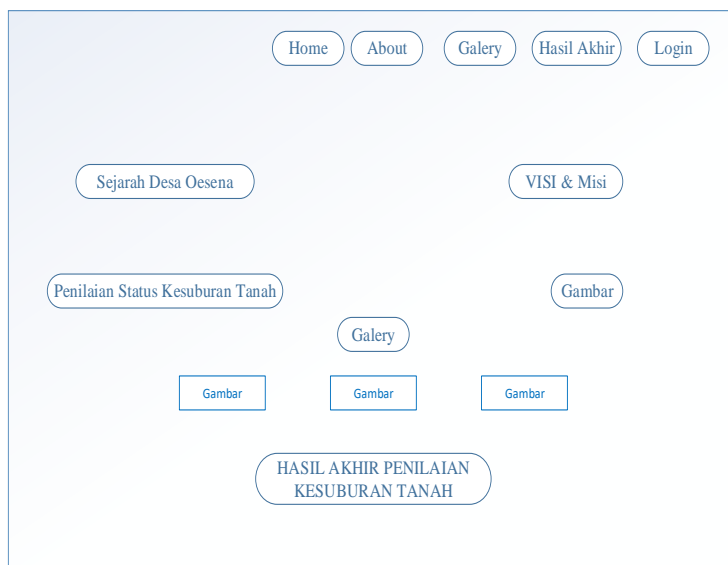 Home
About
Galery
Hasil Akhir
Login
Sejarah Desa Oesena
VISI & Misi
Penilaian Status Kesuburan Tanah
Gambar
Galery
Gambar
Gambar
Gambar
HASIL AKHIR PENILAIAN
KESUBURAN TANAH